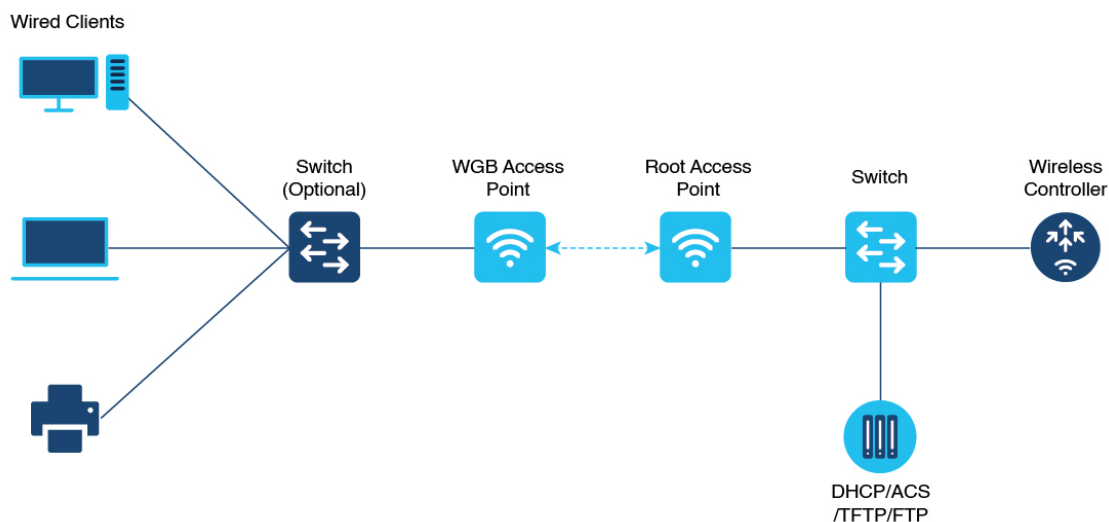 Wired Clients
Switch
(Optional)
WGB Access
Point
Root Access
Point
Switch
Wireless
Controller
DHCP/ACS
/TFTP/FTP